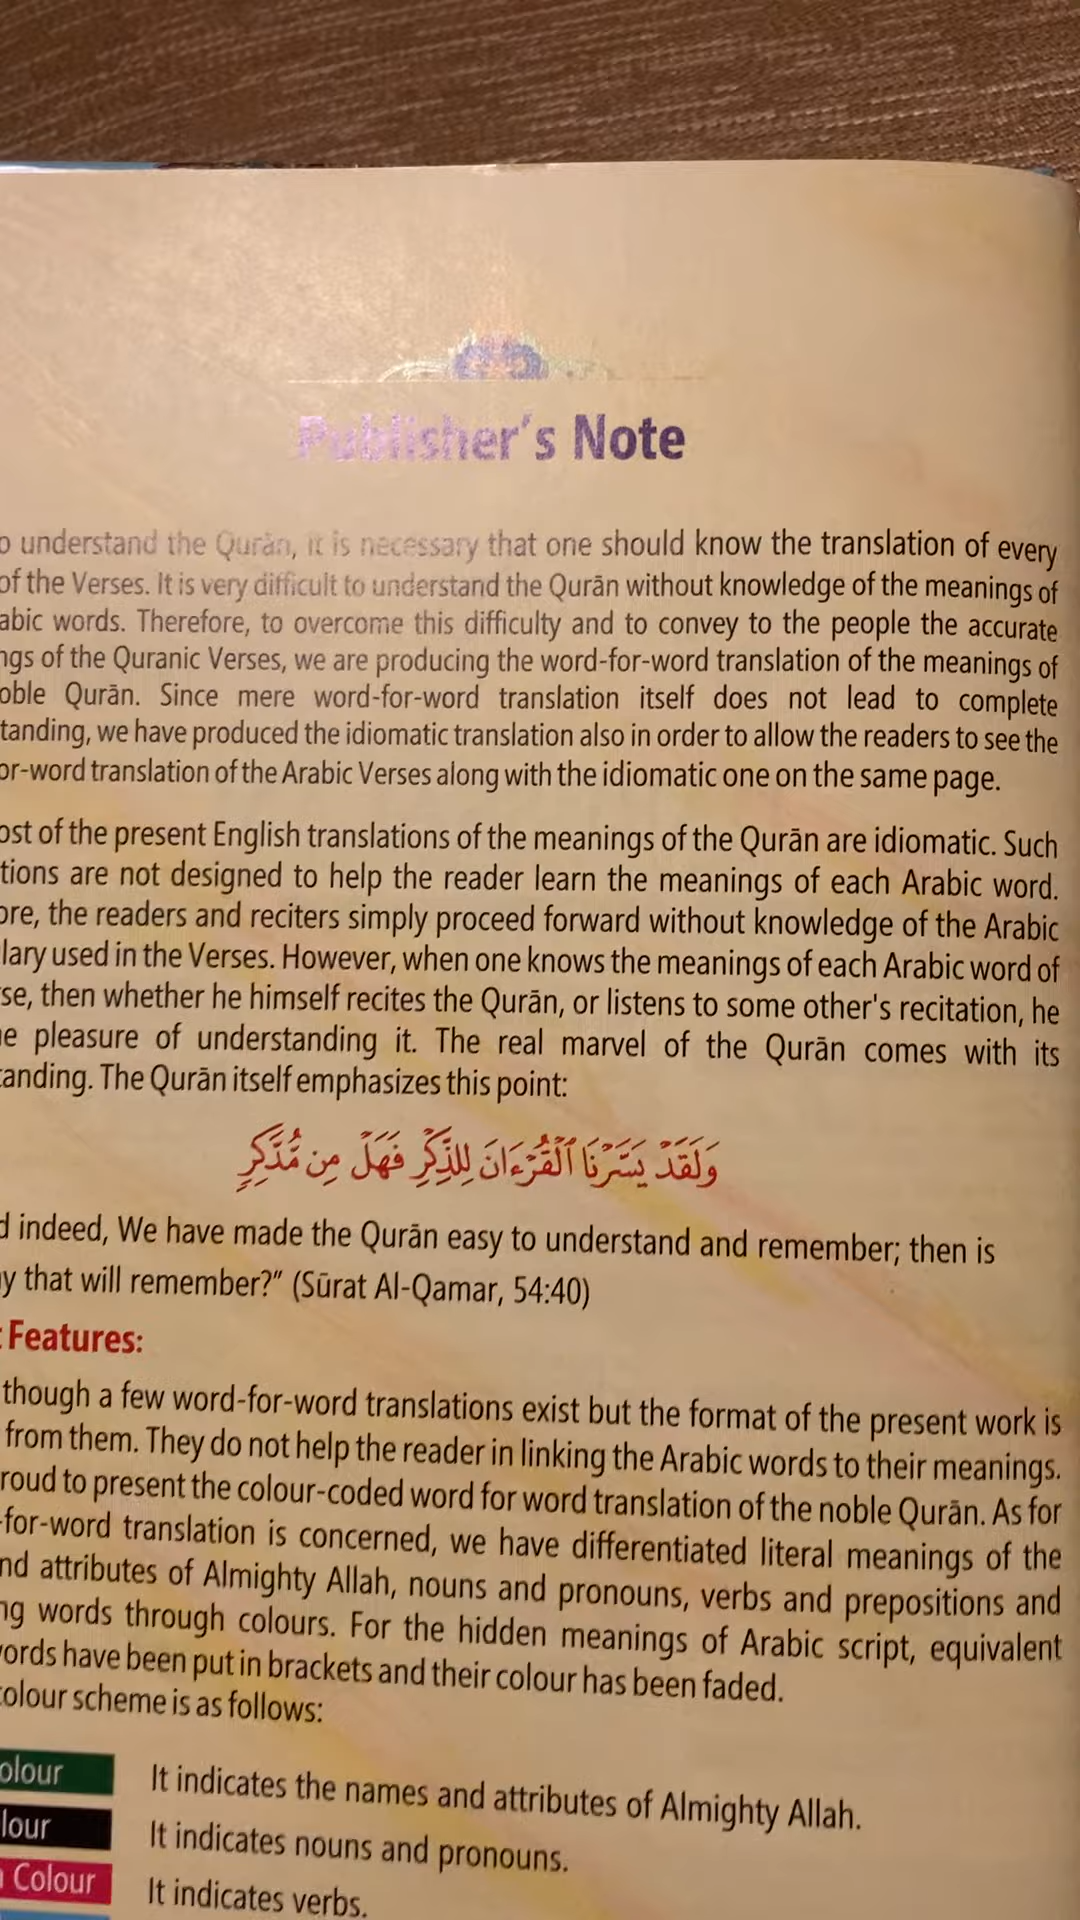 Publisher's Note
o understand the Qurān, it is necessary that one should know the translation of every
of the Verses. It is very difficult to understand the Qurān without knowledge of the meanings of
abic words. Therefore, to overcome this difficulty and to convey to the people the accurate
ngs of the Quranic Verses, we are producing the word-for-word translation of the meanings of
oble Qurān. Since mere word-for-word translation itself does not lead to complete
tanding, we have produced the idiomatic translation also in order to allow the readers to see the
or-word translation of the Arabic Verses along with the idiomatic one on the same page.
ost of the present English translations of the meanings of the Qurān are idiomatic. Such
tions are not designed to help the reader learn the meanings of each Arabic word.
ore, the readers and reciters simply proceed forward without knowledge of the Arabic
lary used in the Verses. However, when one knows the meanings of each Arabic word of
se, then whether he himself recites the Qurān, or listens to some other's recitation, he
e pleasure of understanding it. The real marvel of the Qurān comes with its
tanding. The Qurān itself emphasizes this point:
وَلَقَدْ يَسَّرْنَا ٱلْقُرْءَانَ لِلذِّكْرِ فَهَلْ مِن مُّدَّكِرٍ
d indeed, We have made the Qurān easy to understand and remember; then is
y that will remember?" (Sūrat Al-Qamar, 54:40)
t Features:
though a few word-for-word translations exist but the format of the present work is
from them. They do not help the reader in linking the Arabic words to their meanings.
roud to present the colour-coded word for word translation of the noble Qurān. As for
-for-word translation is concerned, we have differentiated literal meanings of the
nd attributes of Almighty Allah, nouns and pronouns, verbs and prepositions and
ng words through colours. For the hidden meanings of Arabic script, equivalent
words have been put in brackets and their colour has been faded.
colour scheme is as follows:
olour It indicates the names and attributes of Almighty Allah.
lour It indicates nouns and pronouns.
n Colour It indicates verbs.